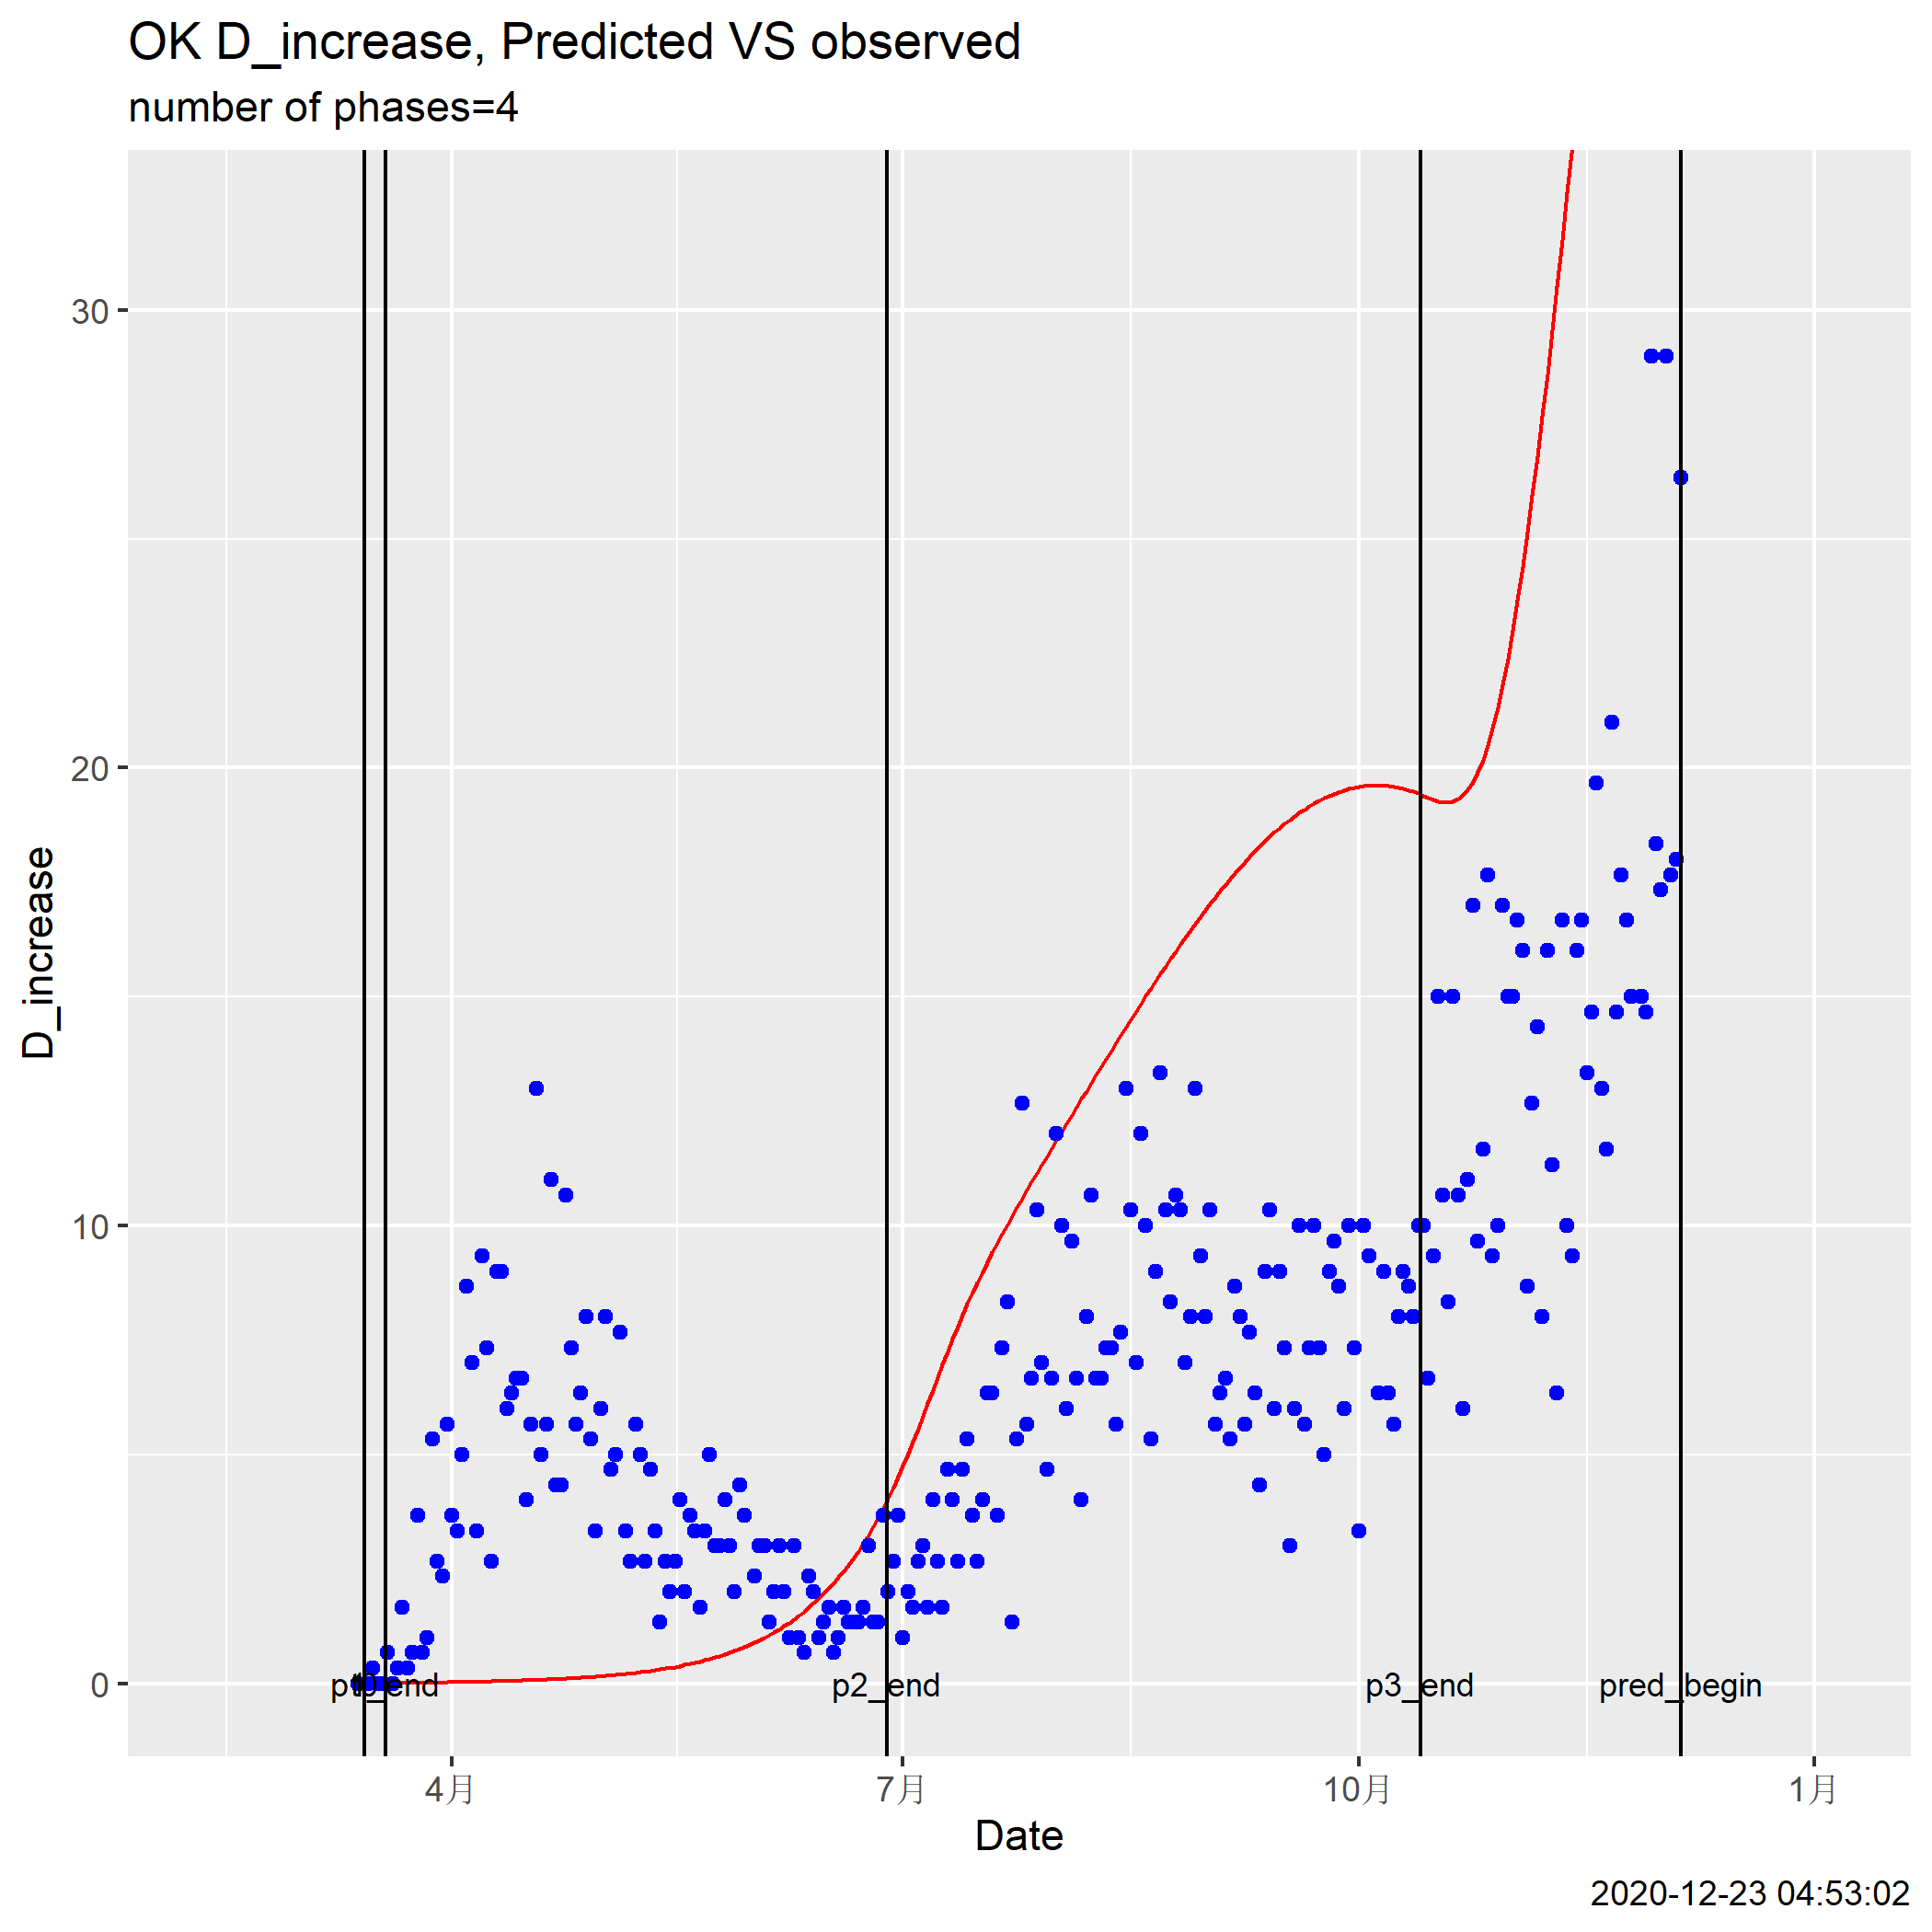 OK D_increase, Predicted VS observed
number of phases=4
30
20
10
0
D_increase
p2_end
p3_end
pred_begin
4月
7月
10月
1月
Date
2020-12-23 04:53:02